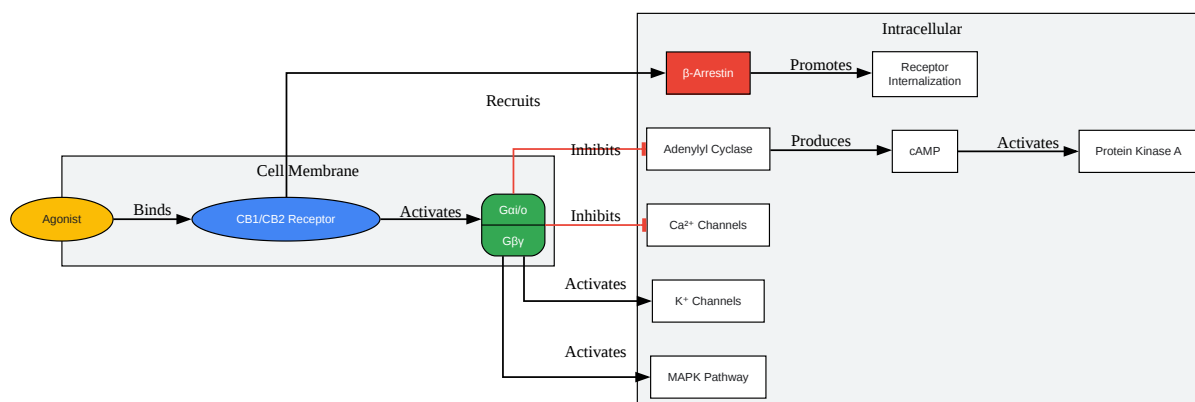 Intracellular
β-Arrestin
Promotes
Receptor
Internalization
Recruits
Inhibits
Adenylyl Cyclase
Produces
cAMP
Activates
Protein Kinase A
Cell Membrane
Agonist
Binds
CB1/CB2 Receptor
Activates
Gαi/o
Gβγ
Inhibits
Ca²⁺ Channels
Activates
K⁺ Channels
Activates
MAPK Pathway